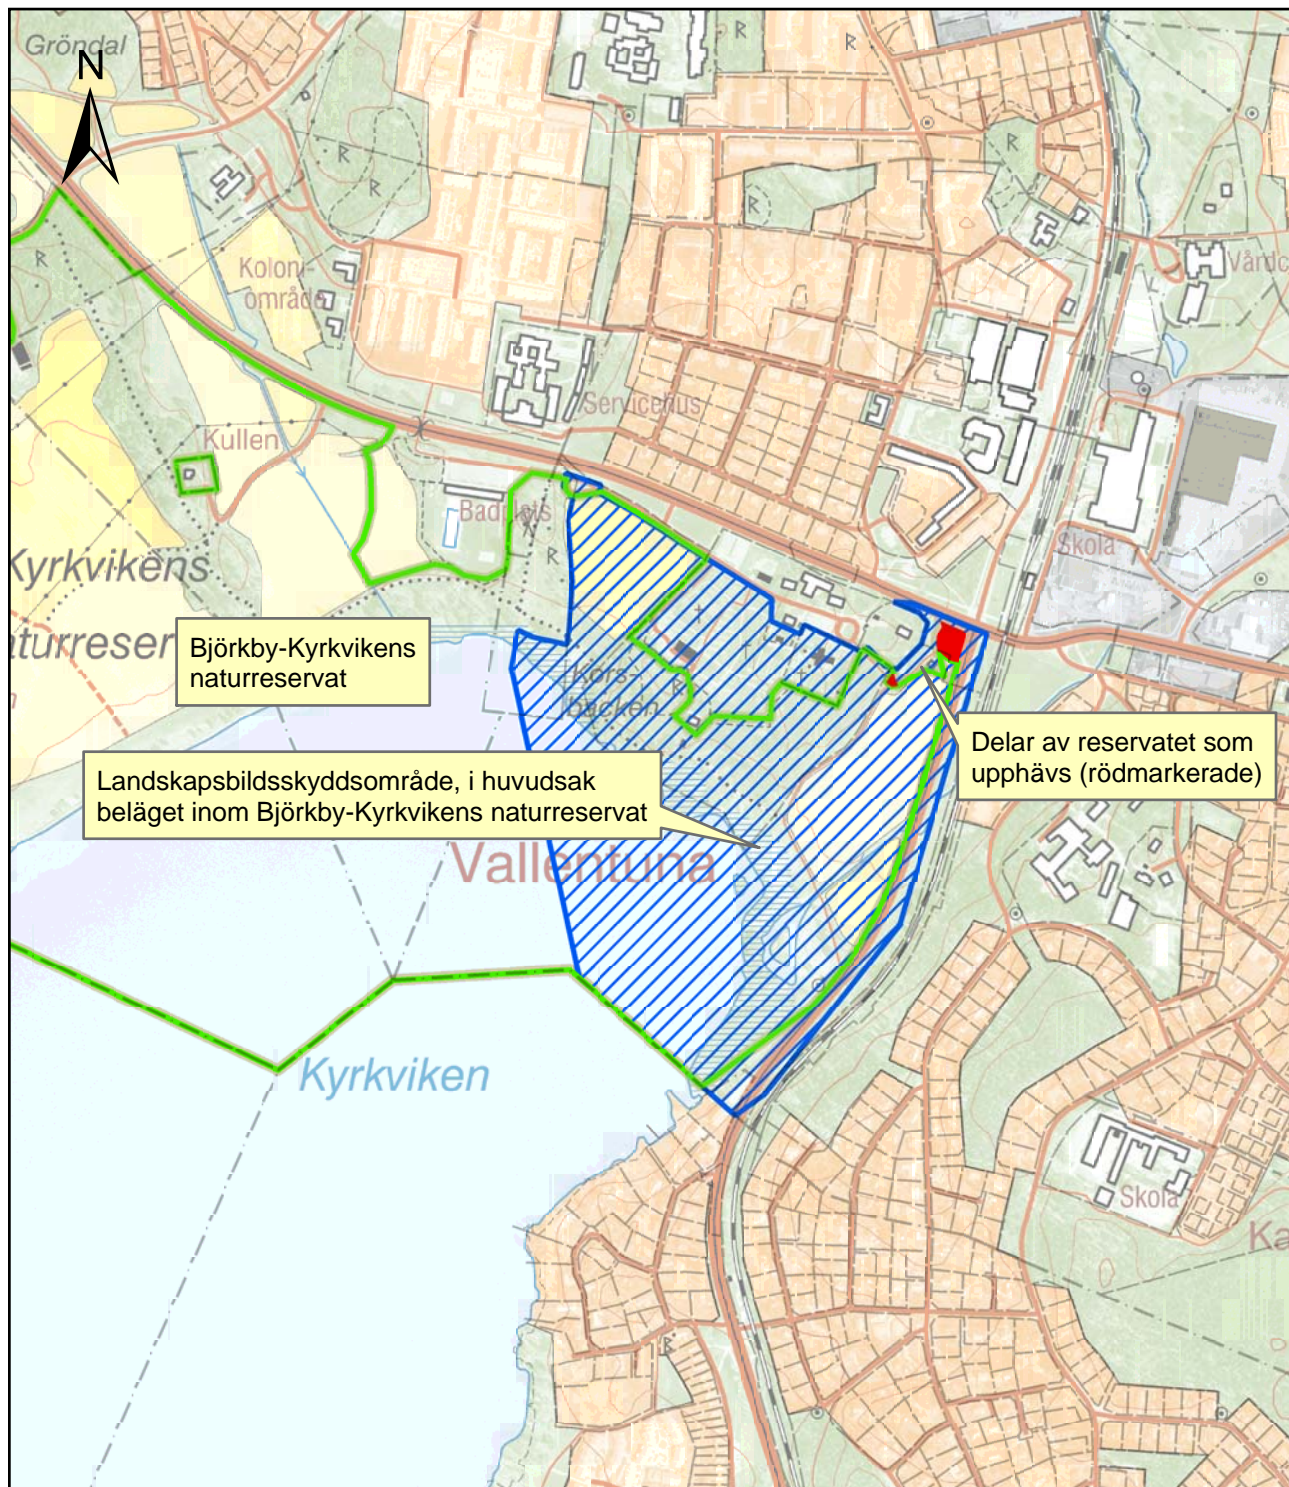 Gröndal
N
R
R
R
R
R
R
R
Koloni-
område
Vårdc
Servicehus
Kullen
Badplats
R
Skola
Kyrkvikens
aturreser
Björkby-Kyrkvikens
naturreservat
Kors-
backen
R
Delar av reservatet som
upphävs (rödmarkerade)
Landskapsbildsskyddsområde, i huvudsak
beläget inom Björkby-Kyrkvikens naturreservat
Vallentuna
Kyrkviken
Skola
Ka
R